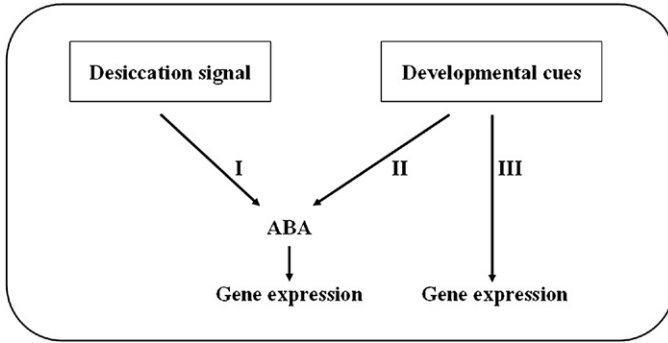 Desiccation signal
Developmental cues
I
II
III
ABA
Gene expression
Gene expression